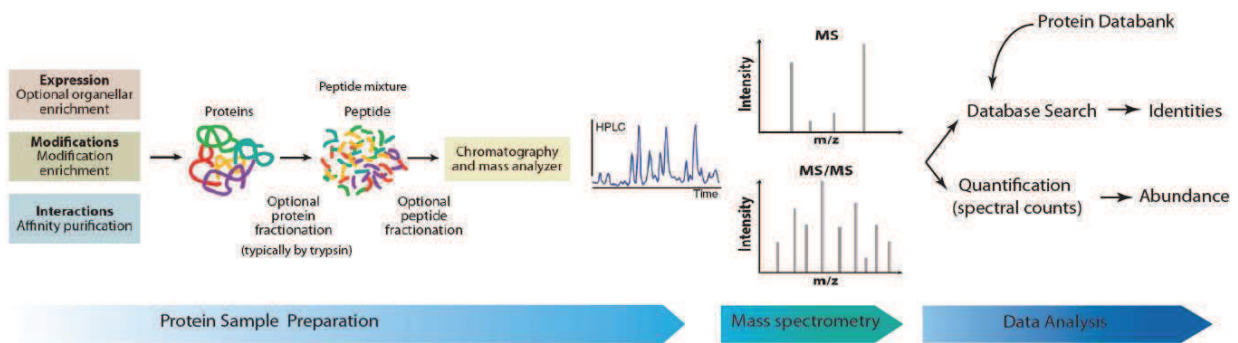 Expression
Optional organellar
enrichment
Modifications
Modification
enrichment
Interactions
Affinity purification
Proteins
Peptide mixture
Peptide
Optional
protein
fractionation
(typically by trypsin)
Optional
peptide
fractionation
Chromatography
and mass analyzer
HPLC
Time
MS
Intensity
m/z
MS/MS
Intensity
m/z
Protein Databank
Database Search
Identities
Quantification
(spectral counts)
Abundance
Protein Sample Preparation
Mass spectrometry
Data Analysis